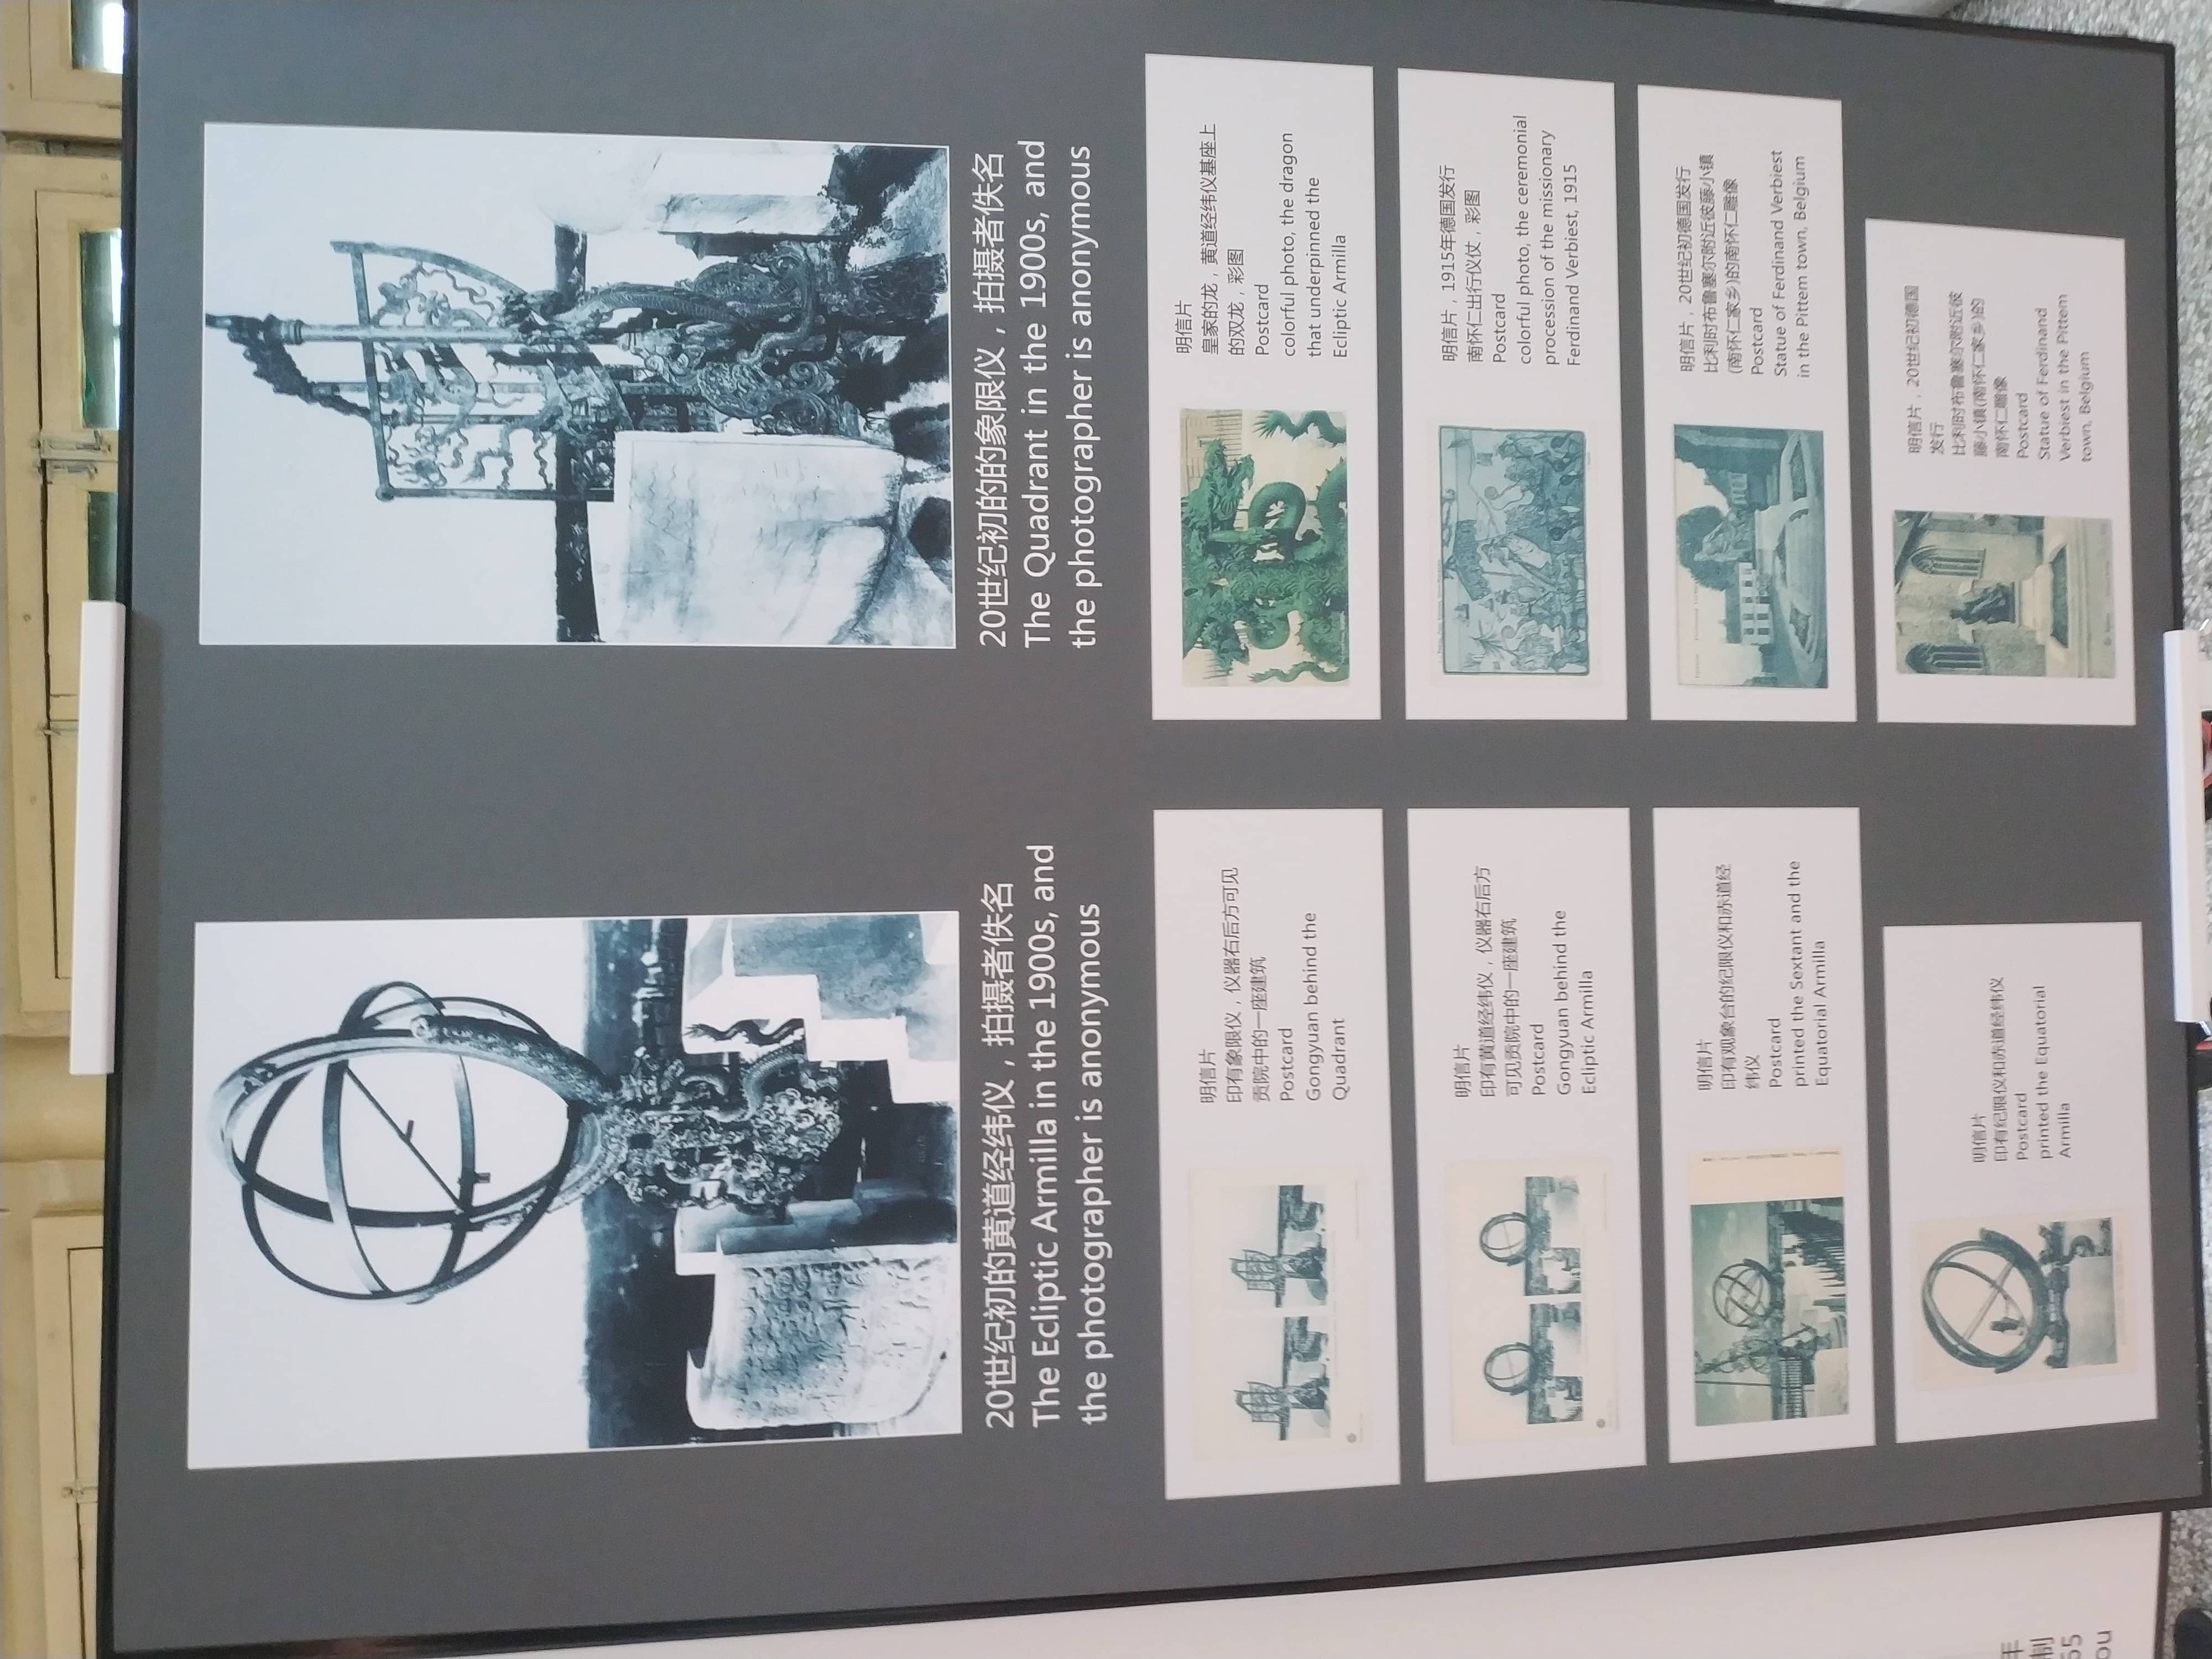 20世纪初的黄道经纬仪，拍摄者佚名
The Ecliptic Armilla in the 1900s, and
the photographer is anonymous
20世纪初的的象限仪，拍摄者佚名
The Quadrant in the 1900s, and
the photographer is anonymous
明信片
印有象限仪，仪器右后方可见
贡院中的一座建筑
Postcard
Gongyuan behind the
Quadrant
明信片
皇家的龙，黄道经纬仪基座上
的双龙，彩图
Postcard
colorful photo, the dragon
that underpinned the
Ecliptic Armilla
明信片
印有黄道经纬仪，仪器右后方
可见贡院中的一座建筑
Postcard
Gongyuan behind the
Ecliptic Armilla
明信片，1915年德国发行
南怀仁出行仪仗，彩图
Postcard
colorful photo, the ceremonial
procession of the missionary
Ferdinand Verbiest, 1915
明信片
印有观象台的纪限仪和赤道经
纬仪
Postcard
printed the Sextant and the
Equatorial Armilla
明信片，20世纪初德国发行
比利时布鲁塞尔附近彼藤小镇
(南怀仁家乡)的南怀仁雕像
Postcard
Statue of Ferdinand Verbiest
in the Pittem town, Belgium
明信片
印有纪限仪和赤道经纬仪
Postcard
printed the Equatorial
Armilla
明信片，20世纪初德国
发行
比利时布鲁塞尔附近彼
藤小镇(南怀仁家乡)的
南怀仁雕像
Postcard
Statue of Ferdinand
Verbiest in the Pittem
town, Belgium
年
制
65
ou